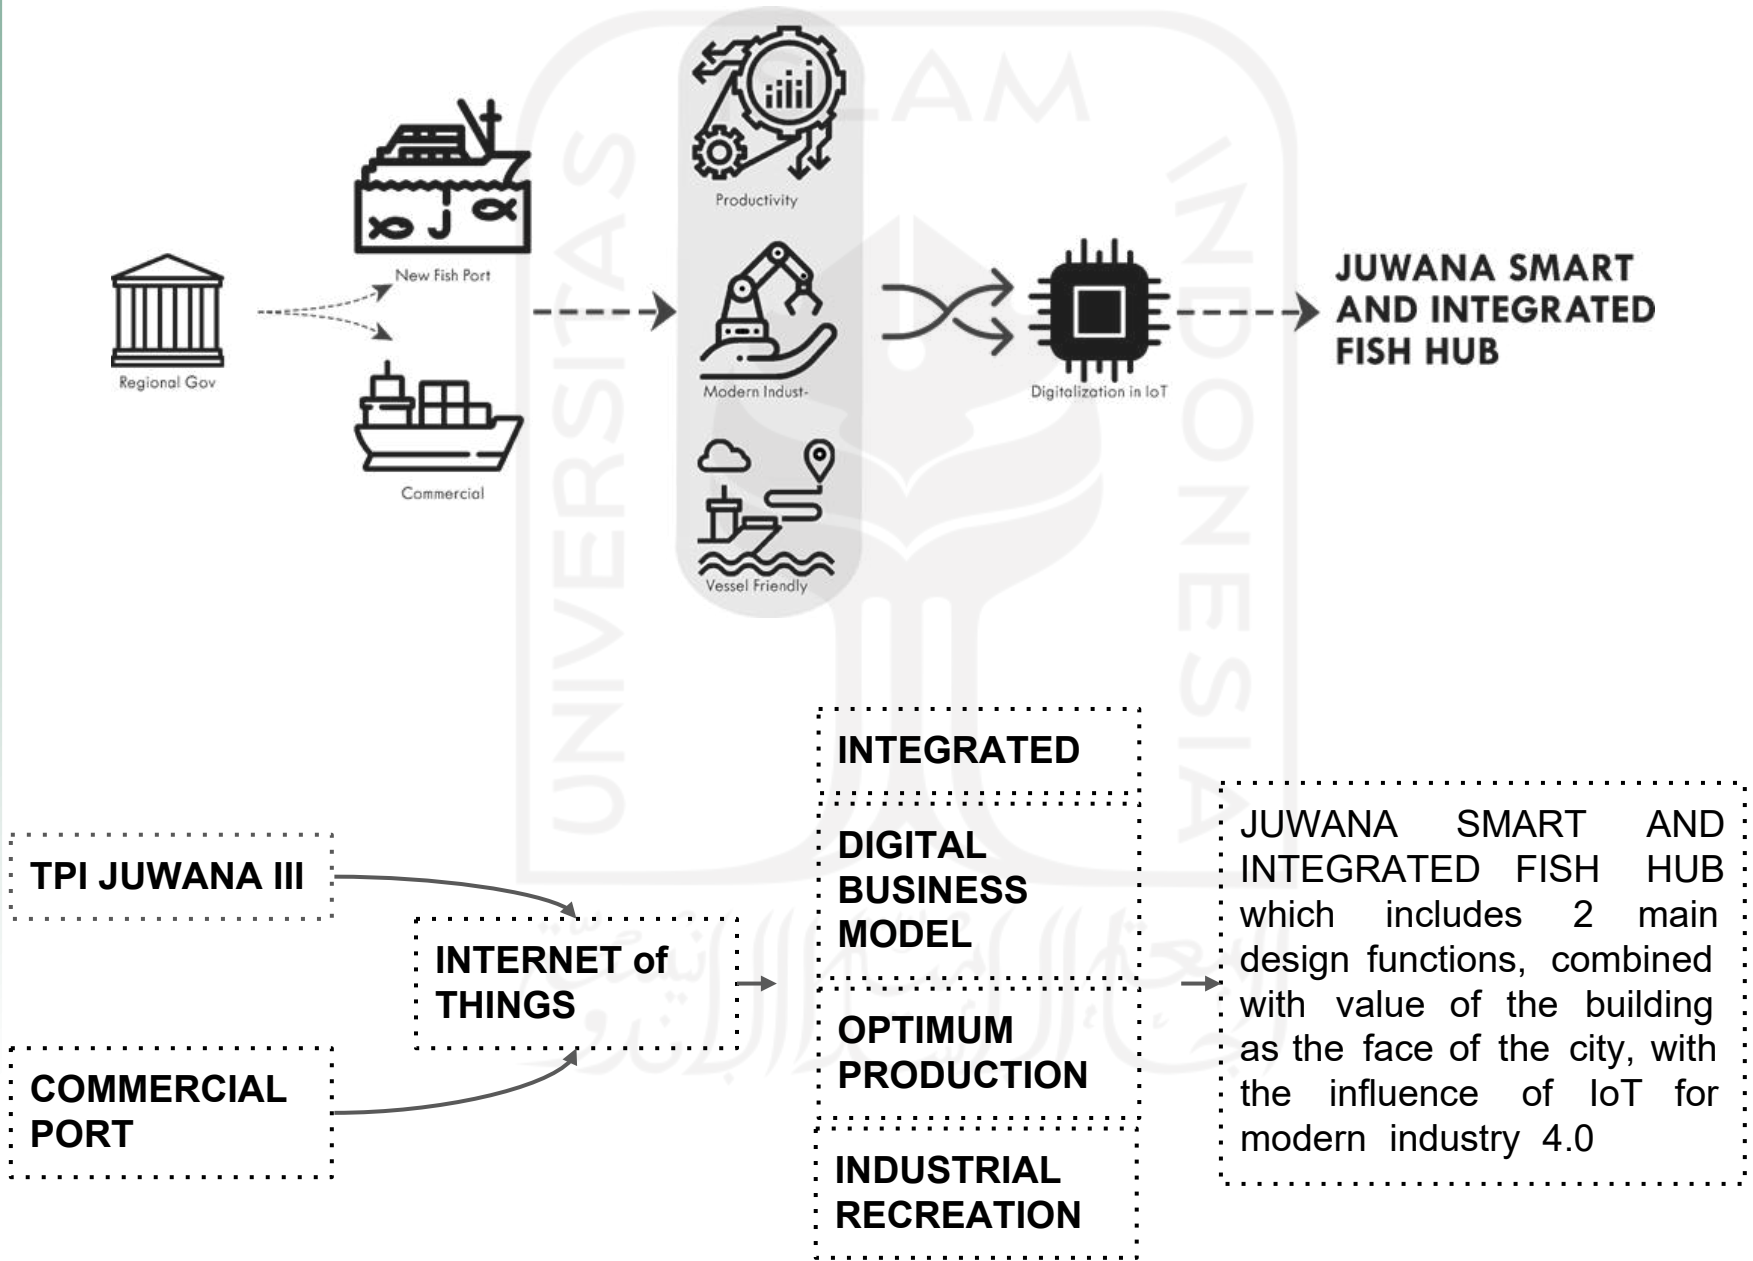 Productivity
New Fish Port
Regional Gov
Commercial
Modern Indust-
Vessel Friendly
Digitalization in IoT
JUWANA SMART
AND INTEGRATED
FISH HUB
TPI JUWANA III
COMMERCIAL
PORT
INTERNET of
THINGS
INTEGRATED
DIGITAL
BUSINESS
MODEL
OPTIMUM
PRODUCTION
INDUSTRIAL
RECREATION
JUWANA SMART AND
INTEGRATED FISH HUB
which includes 2 main
design functions, combined
with value of the building
as the face of the city, with
the influence of IoT for
modern industry 4.0
UNIVERSITAS
ISLAM
INDONESIA